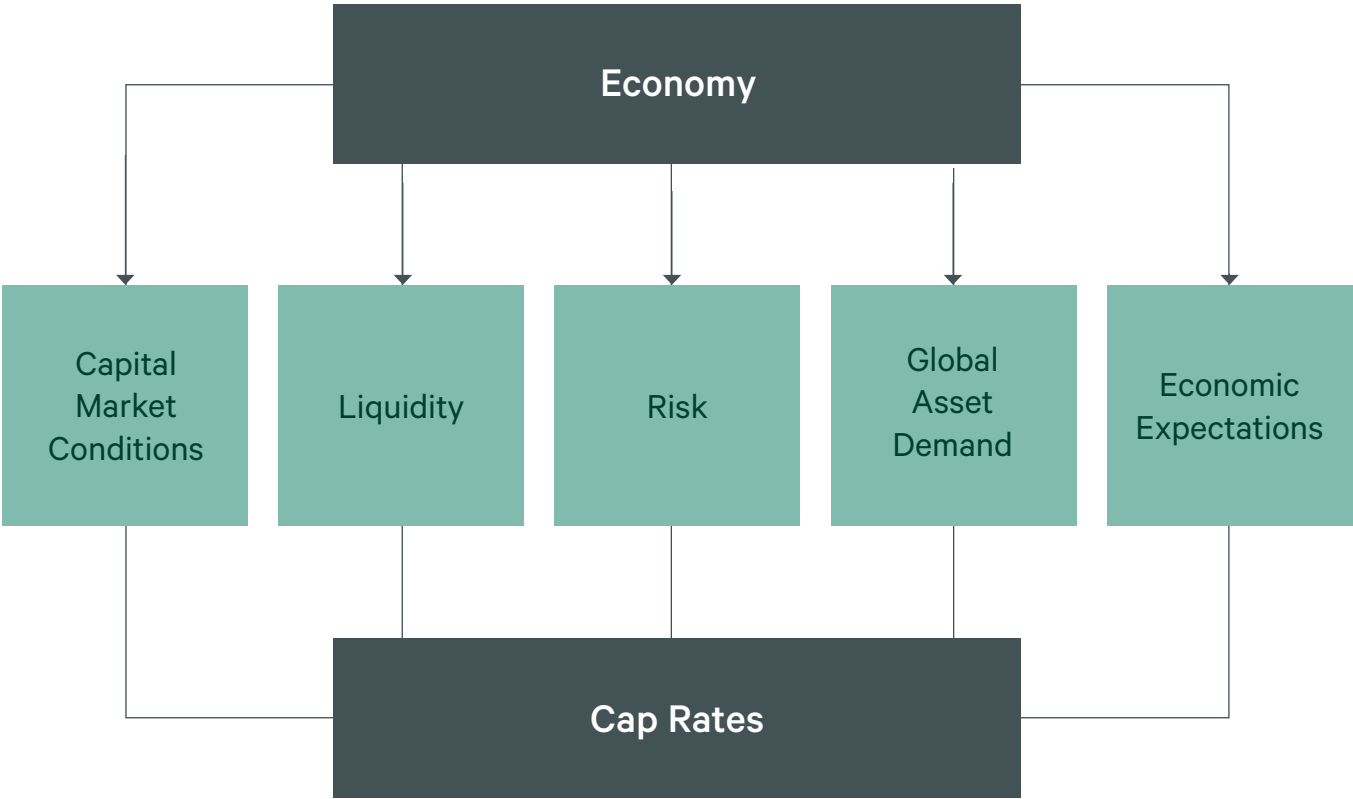 Economy
Capital
Market
Conditions
Liquidity
Risk
Global
Asset
Demand
Economic
Expectations
Cap Rates